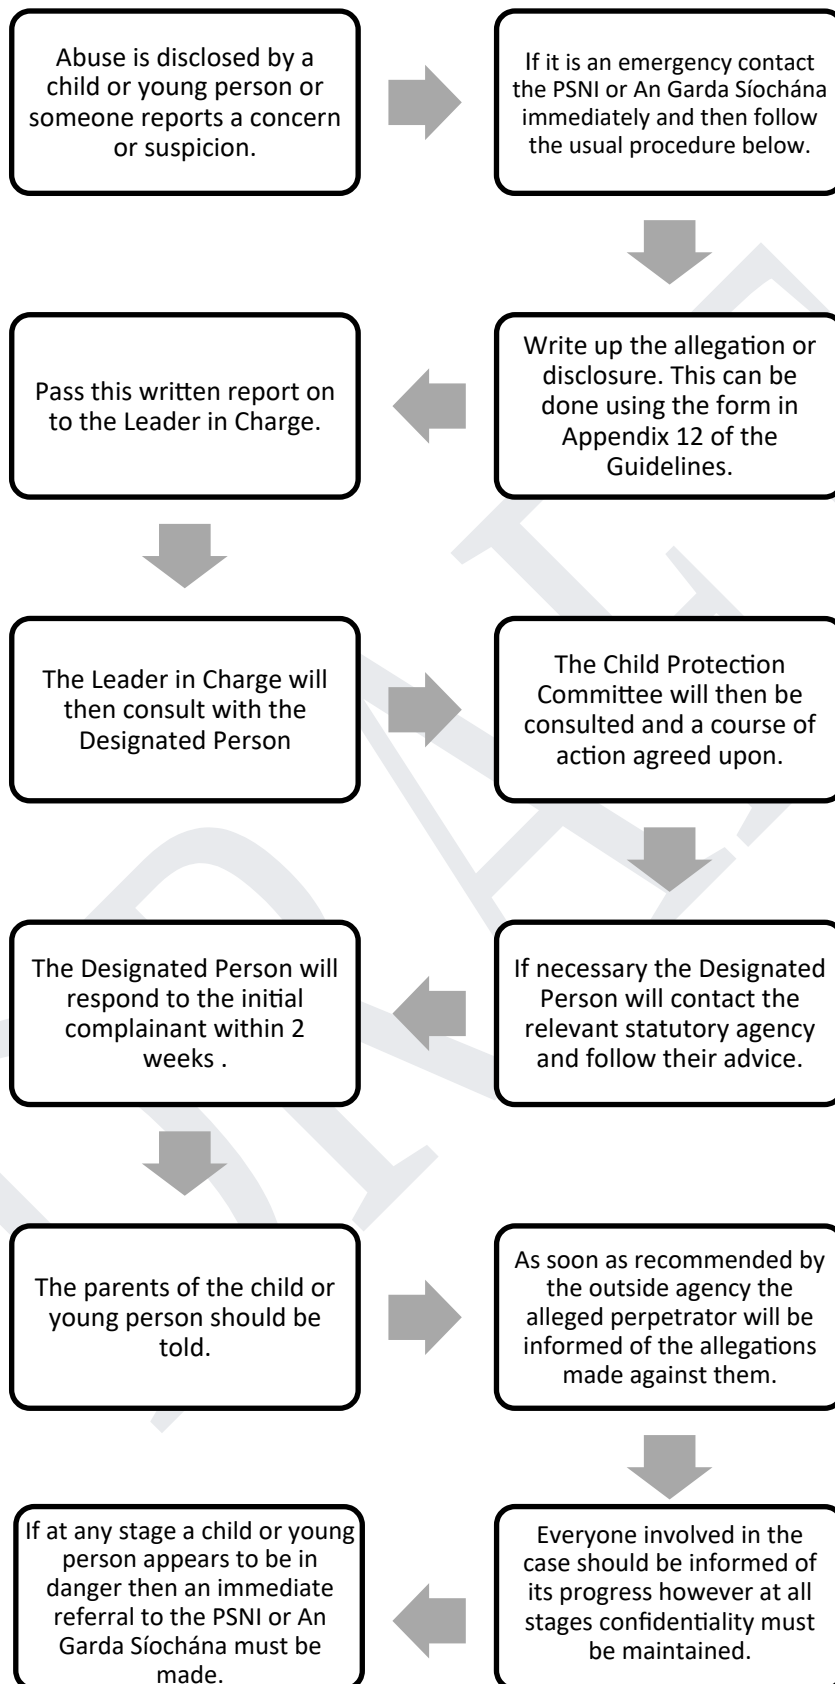 Abuse is disclosed by a
child or young person or
someone reports a concern
or suspicion.
If it is an emergency contact
the PSNI or An Garda Síochána
immediately and then follow
the usual procedure below.
Write up the allegation or
disclosure. This can be
done using the form in
Appendix 12 of the
Guidelines.
Pass this written report on
to the Leader in Charge.
The Leader in Charge will
then consult with the
Designated Person
The Child Protection
Committee will then be
consulted and a course of
action agreed upon.
If necessary the Designated
Person will contact the
relevant statutory agency
and follow their advice.
The Designated Person will
respond to the initial
complainant within 2
weeks .
The parents of the child or
young person should be
told.
As soon as recommended by
the outside agency the
alleged perpetrator will be
informed of the allegations
made against them.
Everyone involved in the
case should be informed of
its progress however at all
stages confidentiality must
be maintained.
If at any stage a child or young
person appears to be in
danger then an immediate
referral to the PSNI or An
Garda Síochána must be
made.
DRAF